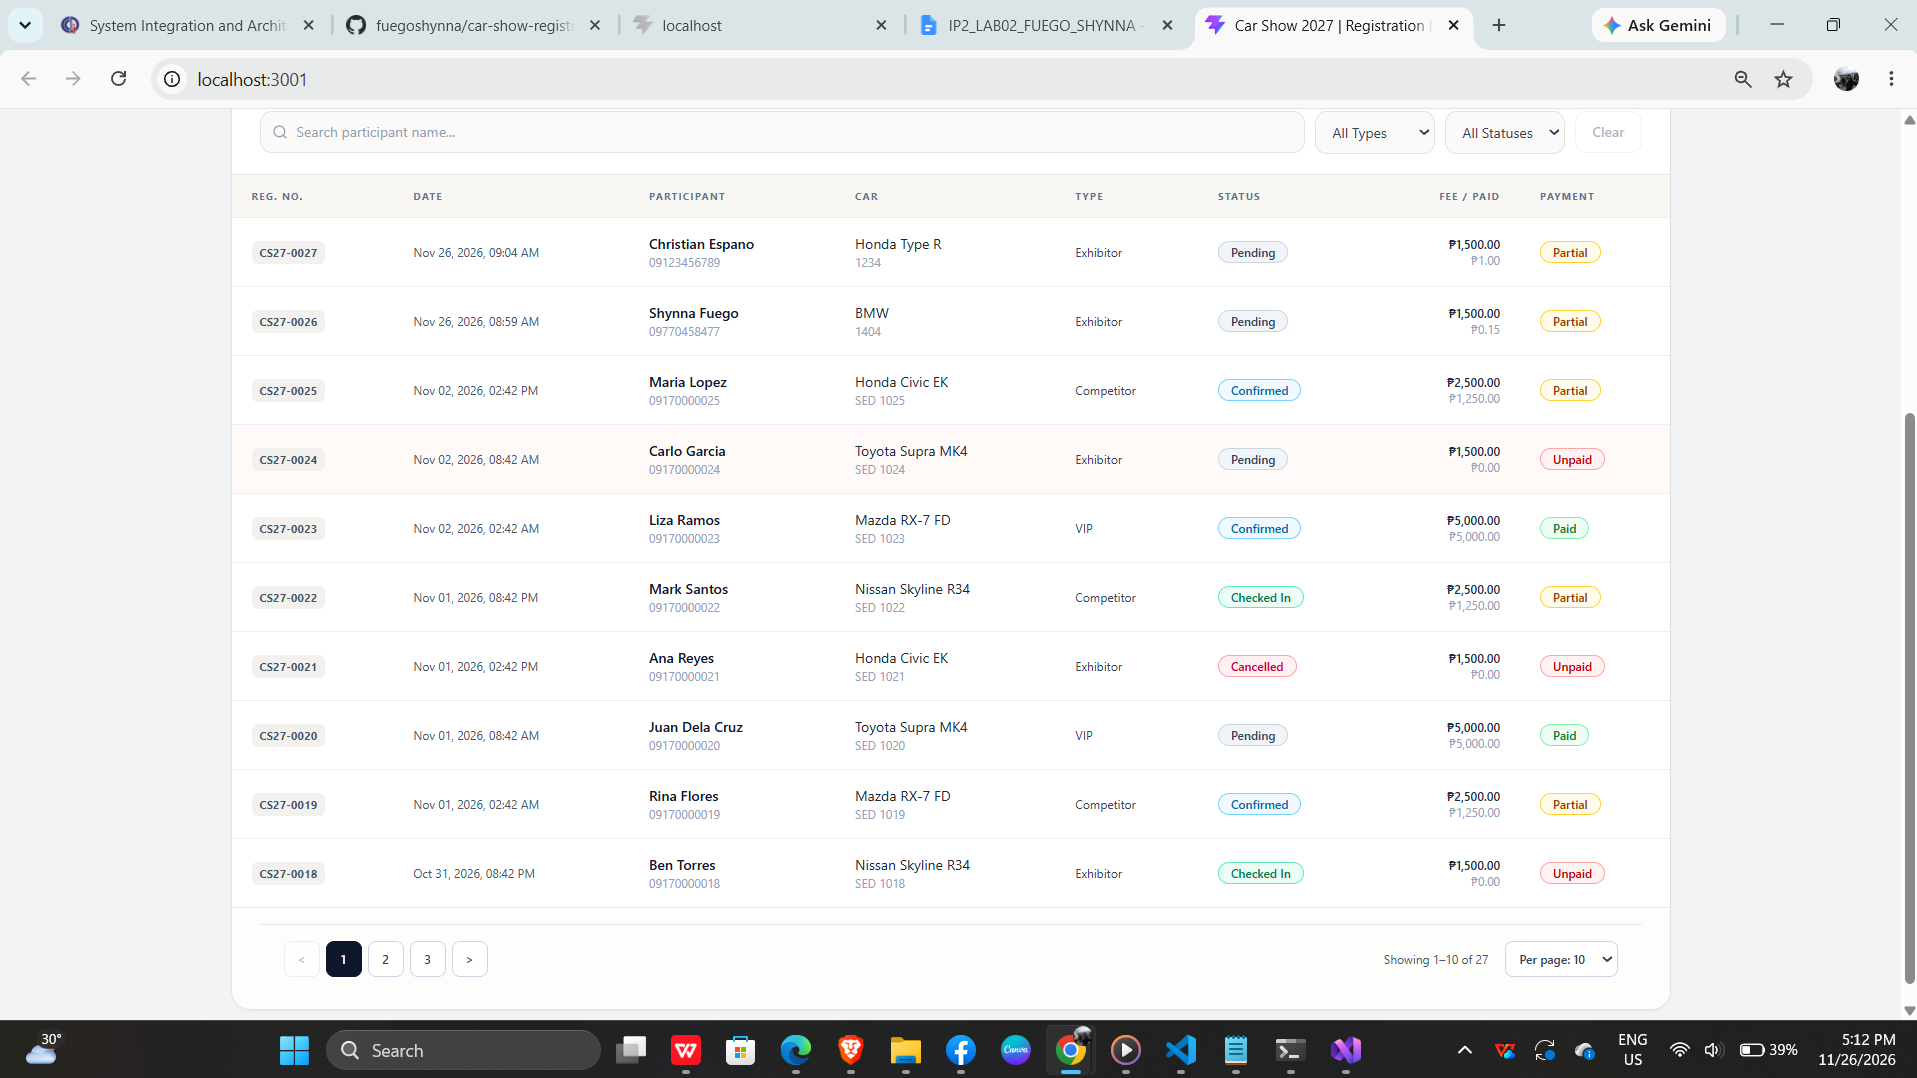 System Integration and Archit
fuegoshynna/car-show-registr
localhost
IP2_LAB02_FUEGO_SHYNNA -
Car Show 2027 | Registration
Ask Gemini
localhost:3001
Search participant name...
All Types
All Statuses
Clear
REG. NO. DATE PARTICIPANT CAR TYPE STATUS FEE / PAID PAYMENT
CS27-0027 Nov 26, 2026, 09:04 AM Christian Espano Honda Type R Exhibitor Pending ₱1,500.00 Partial
09123456789 1234 ₱1.00
CS27-0026 Nov 26, 2026, 08:59 AM Shynna Fuego BMW Exhibitor Pending ₱1,500.00 Partial
09770458477 1404 ₱0.15
CS27-0025 Nov 02, 2026, 02:42 PM Maria Lopez Honda Civic EK Competitor Confirmed ₱2,500.00 Partial
09170000025 SED 1025 ₱1,250.00
CS27-0024 Nov 02, 2026, 08:42 AM Carlo Garcia Toyota Supra MK4 Exhibitor Pending ₱1,500.00 Unpaid
09170000024 SED 1024 ₱0.00
CS27-0023 Nov 02, 2026, 02:42 AM Liza Ramos Mazda RX-7 FD VIP Confirmed ₱5,000.00 Paid
09170000023 SED 1023 ₱5,000.00
CS27-0022 Nov 01, 2026, 08:42 PM Mark Santos Nissan Skyline R34 Competitor Checked In ₱2,500.00 Partial
09170000022 SED 1022 ₱1,250.00
CS27-0021 Nov 01, 2026, 02:42 PM Ana Reyes Honda Civic EK Exhibitor Cancelled ₱1,500.00 Unpaid
09170000021 SED 1021 ₱0.00
CS27-0020 Nov 01, 2026, 08:42 AM Juan Dela Cruz Toyota Supra MK4 VIP Pending ₱5,000.00 Paid
09170000020 SED 1020 ₱5,000.00
CS27-0019 Nov 01, 2026, 02:42 AM Rina Flores Mazda RX-7 FD Competitor Confirmed ₱2,500.00 Partial
09170000019 SED 1019 ₱1,250.00
CS27-0018 Oct 31, 2026, 08:42 PM Ben Torres Nissan Skyline R34 Exhibitor Checked In ₱1,500.00 Unpaid
09170000018 SED 1018 ₱0.00
< 1 2 3 > Showing 1–10 of 27 Per page: 10
30°
Search
Canva
ENG
US
39%
5:12 PM
11/26/2026